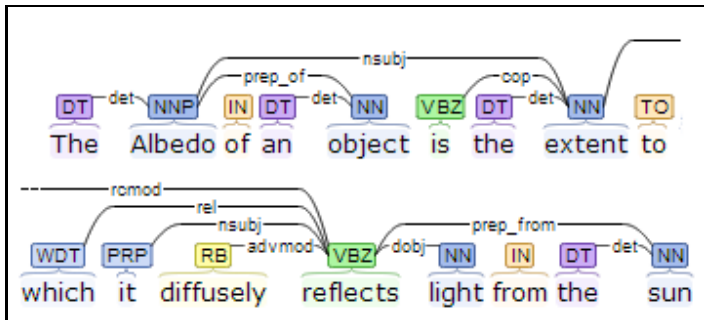 nsubj
prep_of cop
DT det NNP IN DT det NN VBZ DT det NN TO
The Albedo of an object is the extent to
rcmod
rel
nsubj prep_from
WDT PRP RB advmod VBZ dobj NN IN DT det NN
which it diffusely reflects light from the sun